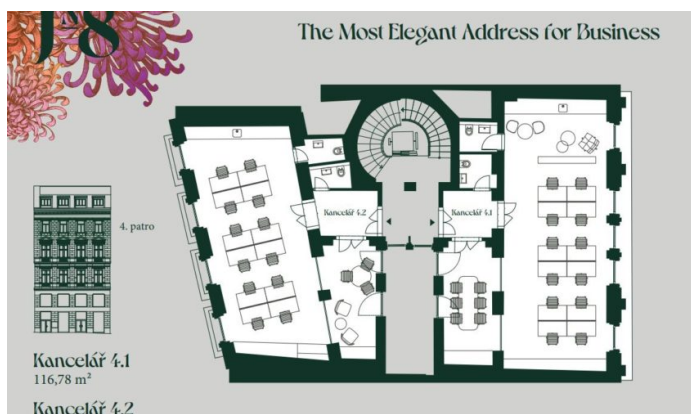 The Most Elegant Address for Business
Kancelář 4.2
Kancelář 4.1
4. patro
Kancelář 4.1
116,78 m²
Kancelář 4.2